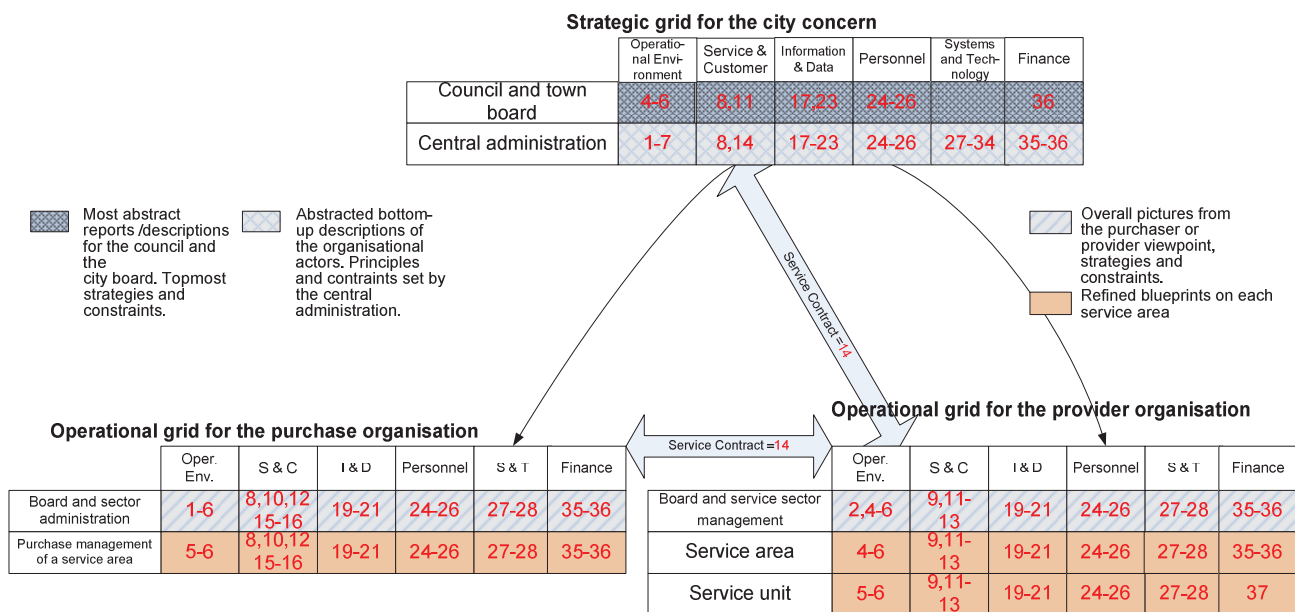 Strategic grid for the city concern
Operatio-
nal Envi-
ronment
Service &
Customer
Information
& Data
Personnel
Systems
and Tech-
nology
Finance
Council and town
board
4-6
8,11
17,23
24-26
36
Central administration
1-7
8,14
17-23
24-26
27-34
35-36
Most abstract
reports /descriptions
for the council and
the
city board. Topmost
strategies and
constraints.
Abstracted bottom-
up descriptions of
the organisational
actors. Principles
and contraints set by
the central
administration.
Overall pictures from
the purchaser or
provider viewpoint,
strategies and
constraints.
Refined blueprints on each
service area
Service Contract =14
Operational grid for the purchase organisation
Oper.
Env.
S & C
I & D
Personnel
S & T
Finance
Board and sector
administration
1-6
8,10,12
15-16
19-21
24-26
27-28
35-36
Purchase management
of a service area
5-6
8,10,12
15-16
19-21
24-26
27-28
35-36
Service Contract =14
Operational grid for the provider organisation
Oper.
Env.
S & C
I & D
Personnel
S & T
Finance
Board and service sector
management
2,4-6
9,11-
13
19-21
24-26
27-28
35-36
Service area
4-6
9,11-
13
19-21
24-26
27-28
35-36
Service unit
5-6
9,11-
13
19-21
24-26
27-28
37